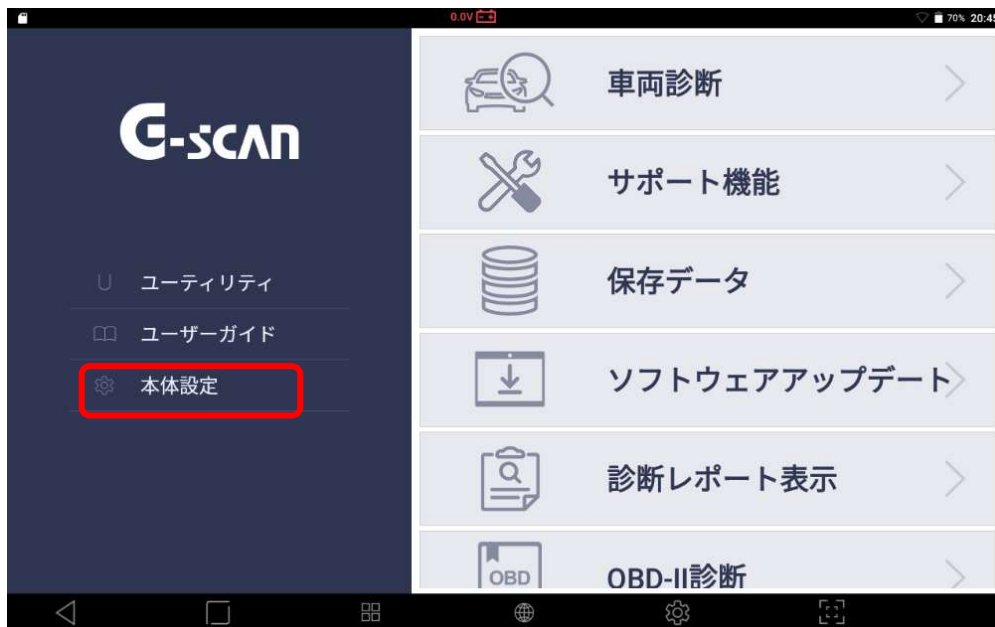 0.0V
70% 20:45
G-scan
ユーティリティ
ユーザーガイド
本体設定
車両診断
サポート機能
保存データ
ソフトウェアアップデート
診断レポート表示
OBD
OBD-II診断